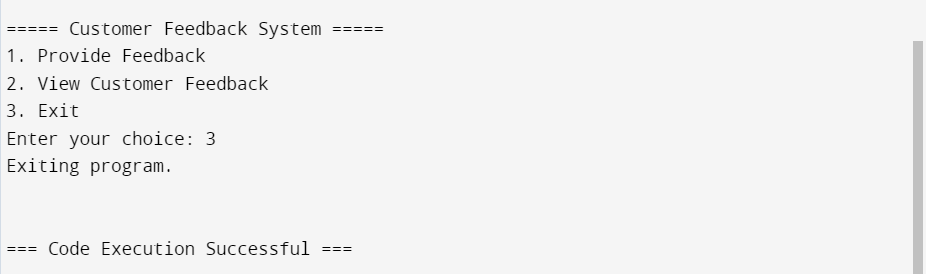 ===== Customer Feedback System =====
1. Provide Feedback
2. View Customer Feedback
3. Exit
Enter your choice: 3
Exiting program.
=== Code Execution Successful ===